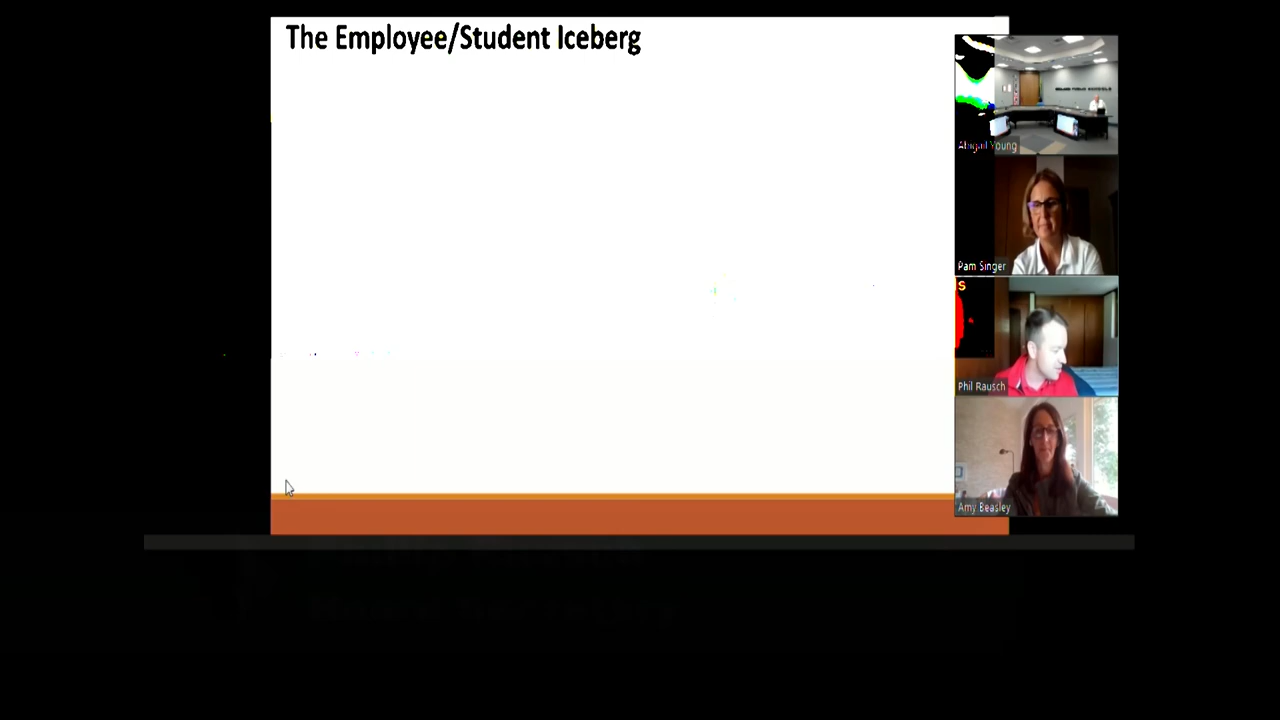 The Employee/Student Iceberg
Abigail Young
Pam Singer
S
Phil Rausch
Amy Beasley